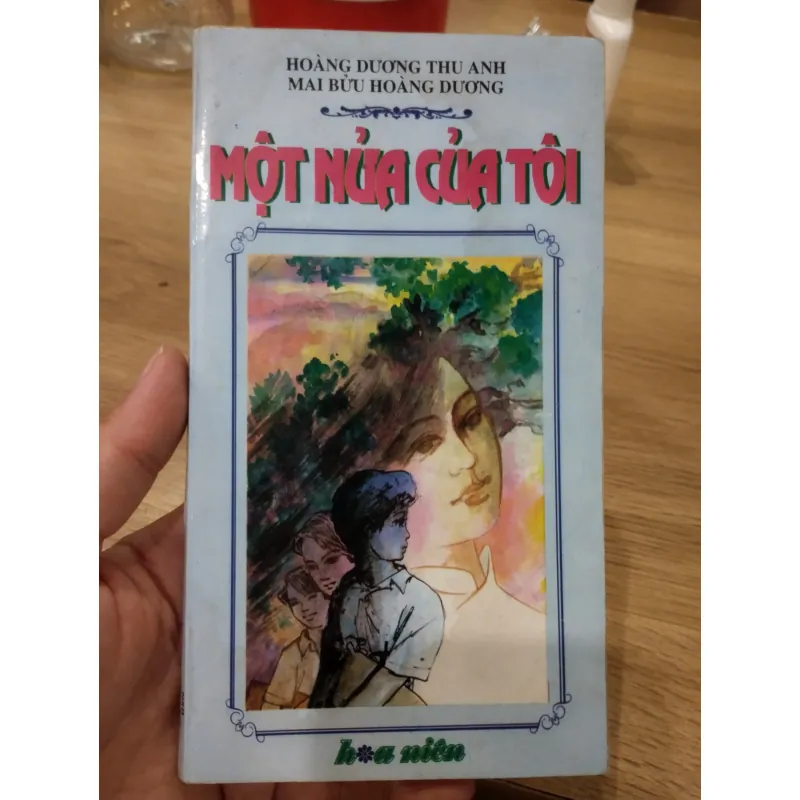 HOÀNG DƯƠNG THU ANH
MAI BỬU HOÀNG DƯƠNG
MỘT NỬA CỦA TÔI
hoa niên